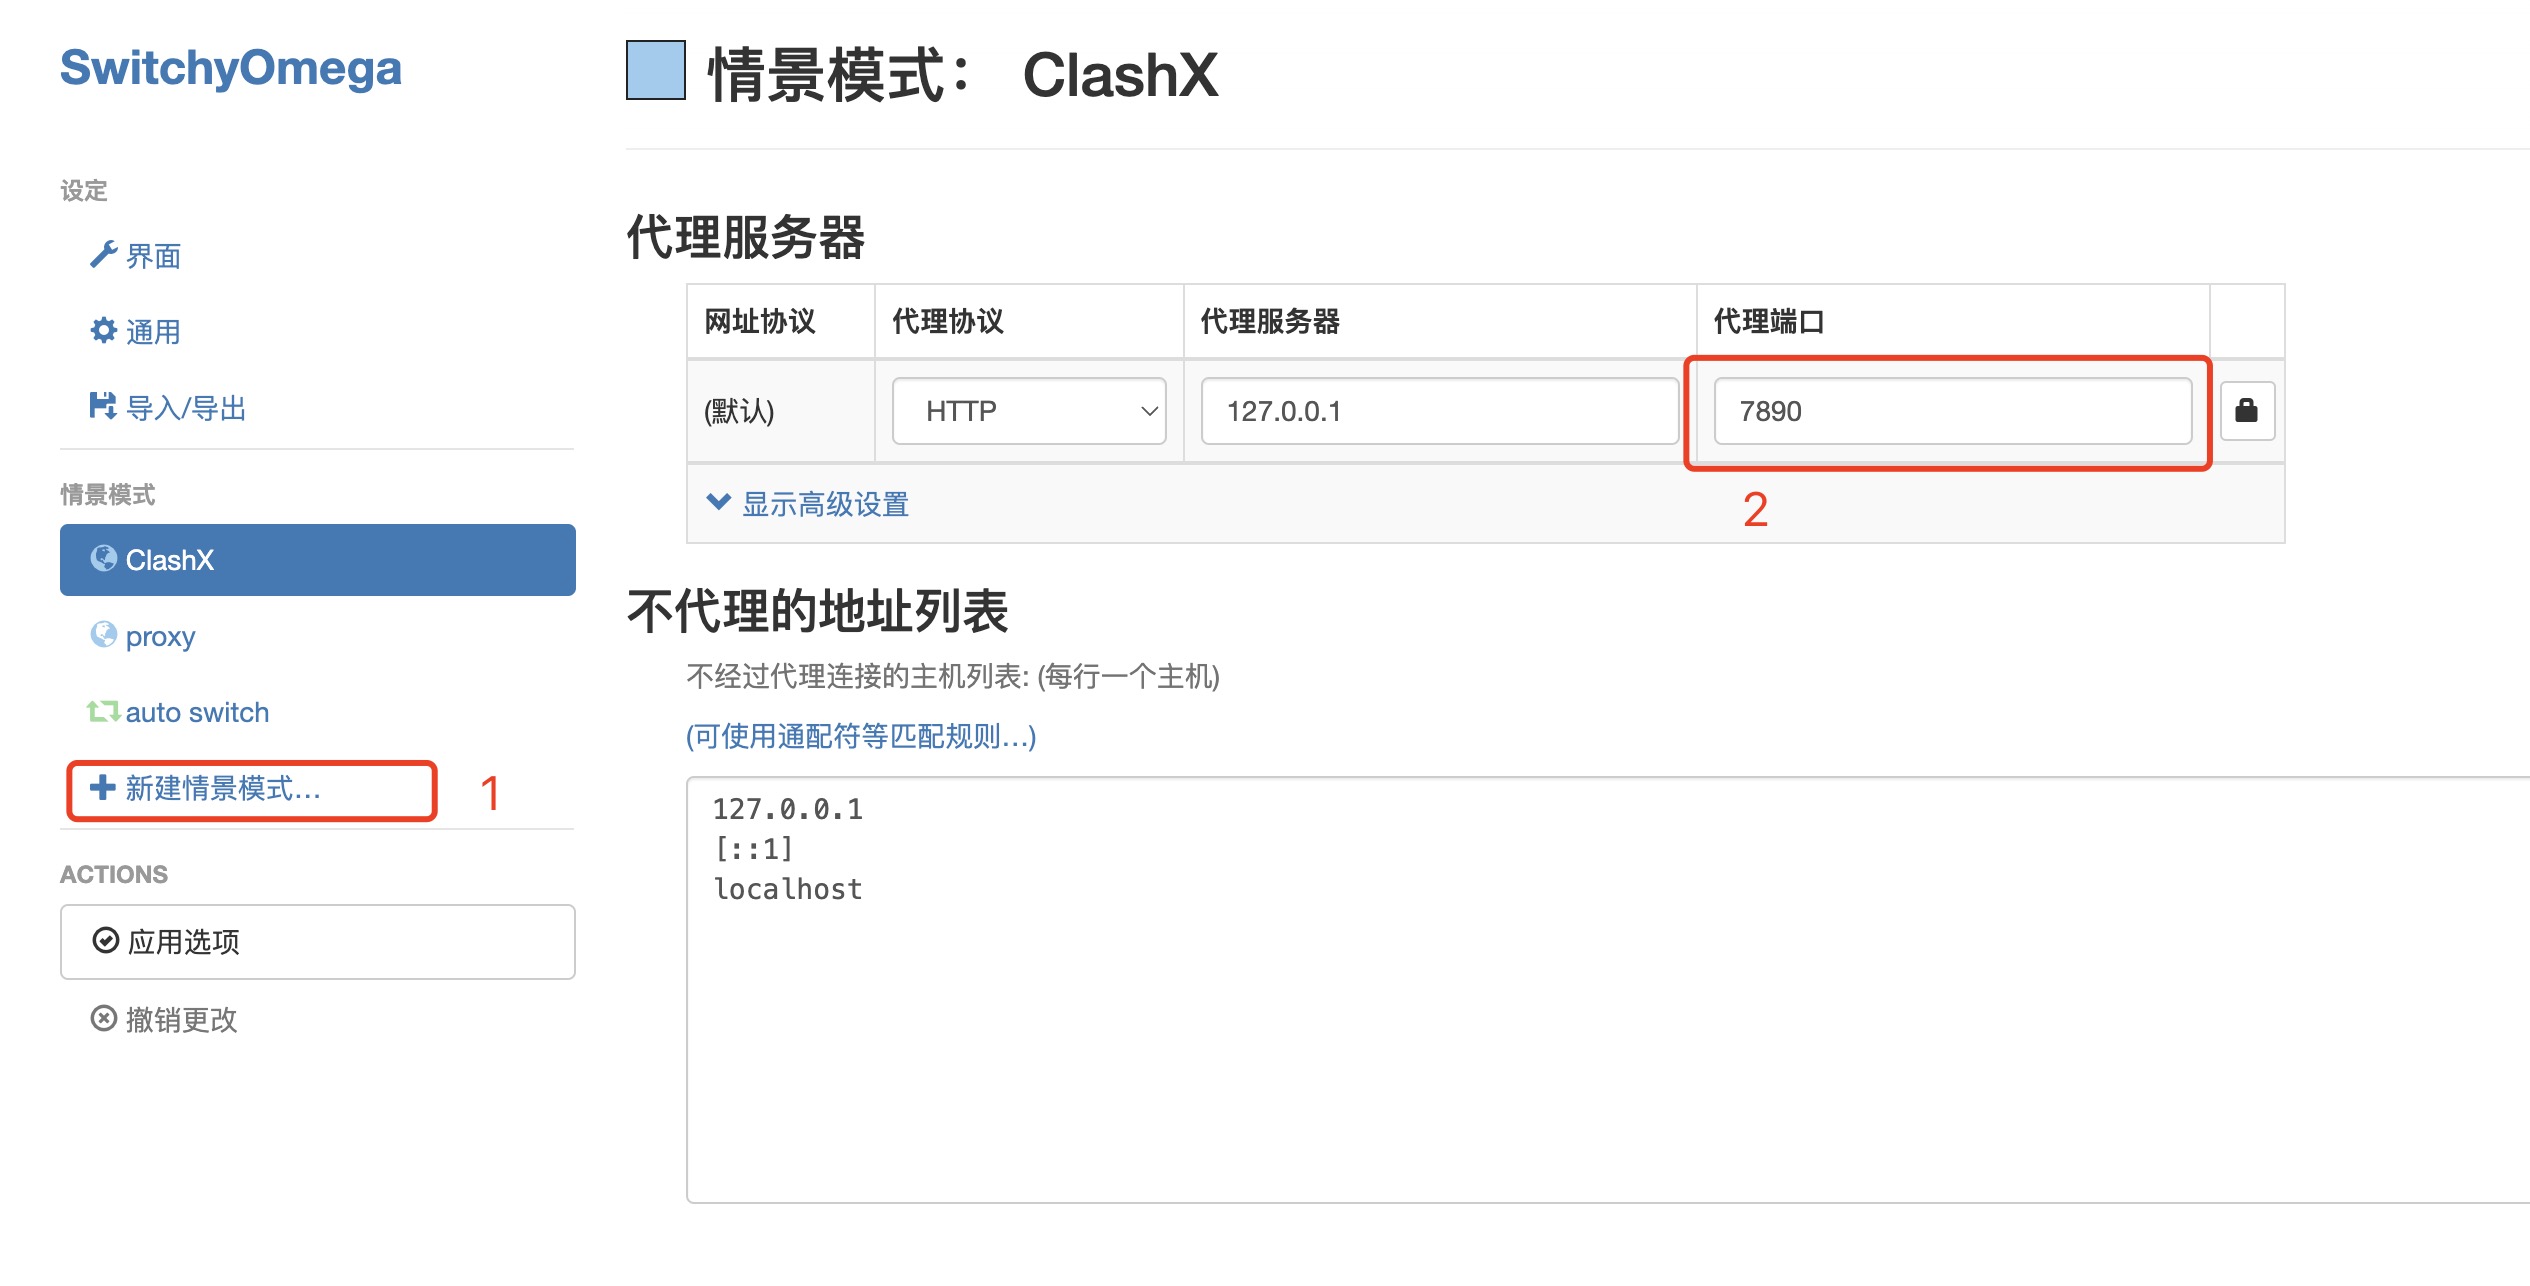 SwitchyOmega
设定
界面
通用
导入/导出
情景模式
ClashX
proxy
auto switch
新建情景模式...
1
ACTIONS
应用选项
撤销更改
情景模式： ClashX
代理服务器
网址协议 代理协议 代理服务器 代理端口
(默认) HTTP 127.0.0.1 7890
显示高级设置
2
不代理的地址列表
不经过代理连接的主机列表: (每行一个主机)
(可使用通配符等匹配规则...)
127.0.0.1
[::1]
localhost